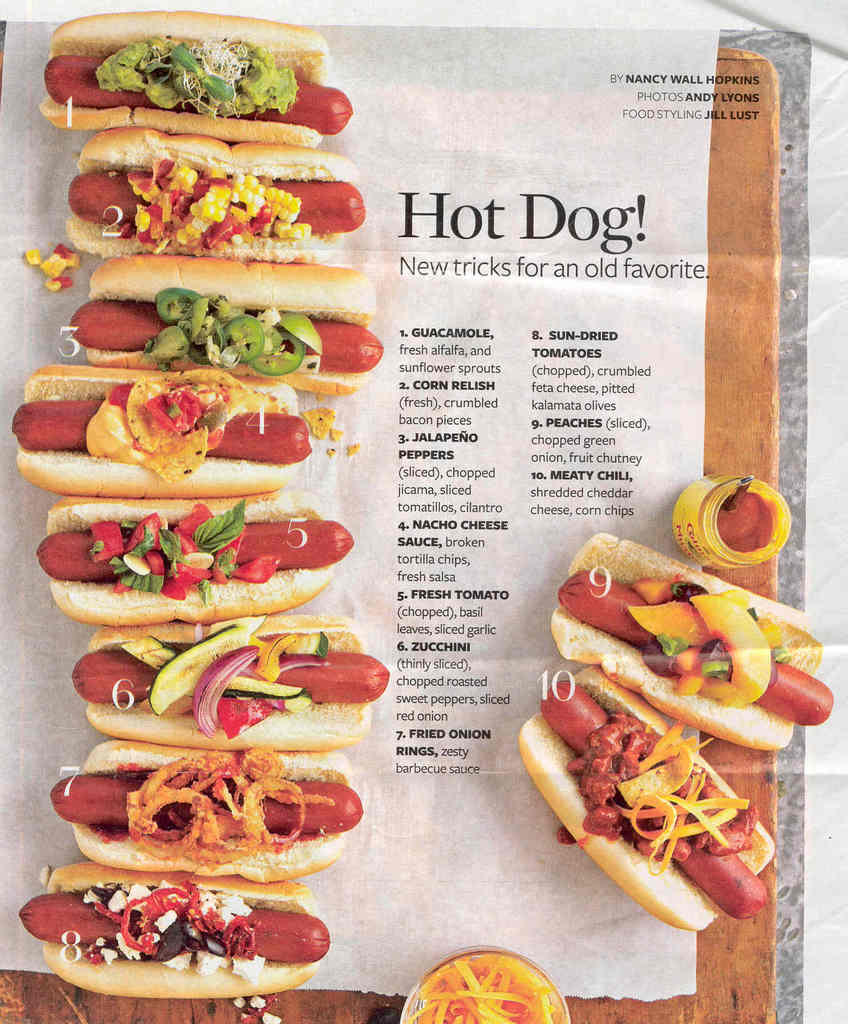 BY NANCY WALL HOPKINS
PHOTOS ANDY LYONS
FOOD STYLING JILL LUST
Hot Dog!
New tricks for an old favorite.
1. GUACAMOLE,
fresh alfalfa, and
sunflower sprouts
2. CORN RELISH
(fresh), crumbled
bacon pieces
3. JALAPEÑO
PEPPERS
(sliced), chopped
jicama, sliced
tomatillos, cilantro
4. NACHO CHEESE
SAUCE, broken
tortilla chips,
fresh salsa
5. FRESH TOMATO
(chopped), basil
leaves, sliced garlic
6. ZUCCHINI
(thinly sliced),
chopped roasted
sweet peppers, sliced
red onion
7. FRIED ONION
RINGS, zesty
barbecue sauce
8. SUN-DRIED
TOMATOES
(chopped), crumbled
feta cheese, pitted
kalamata olives
9. PEACHES (sliced),
chopped green
onion, fruit chutney
10. MEATY CHILI,
shredded cheddar
cheese, corn chips
1
2
3
4
5
6
7
8
9
10